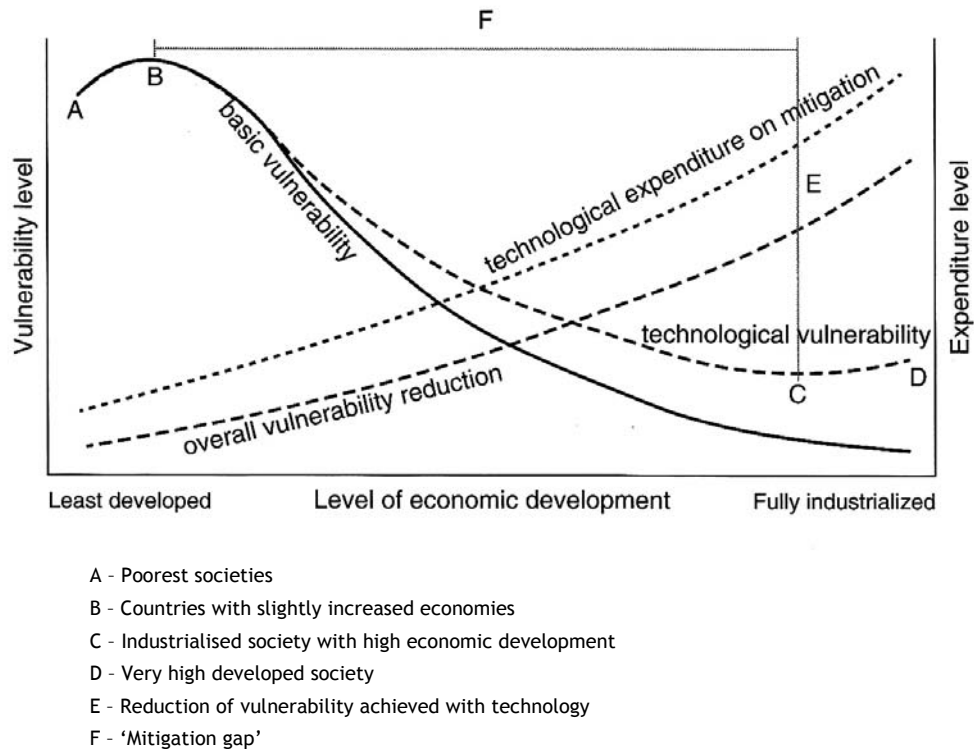 F
A
B
basic vulnerability
technological expenditure on mitigation
E
Vulnerability level
Expenditure level
technological vulnerability
overall vulnerability reduction
C
D
Least developed
Level of economic development
Fully industrialized
A – Poorest societies
B – Countries with slightly increased economies
C – Industrialised society with high economic development
D – Very high developed society
E – Reduction of vulnerability achieved with technology
F – ‘Mitigation gap’